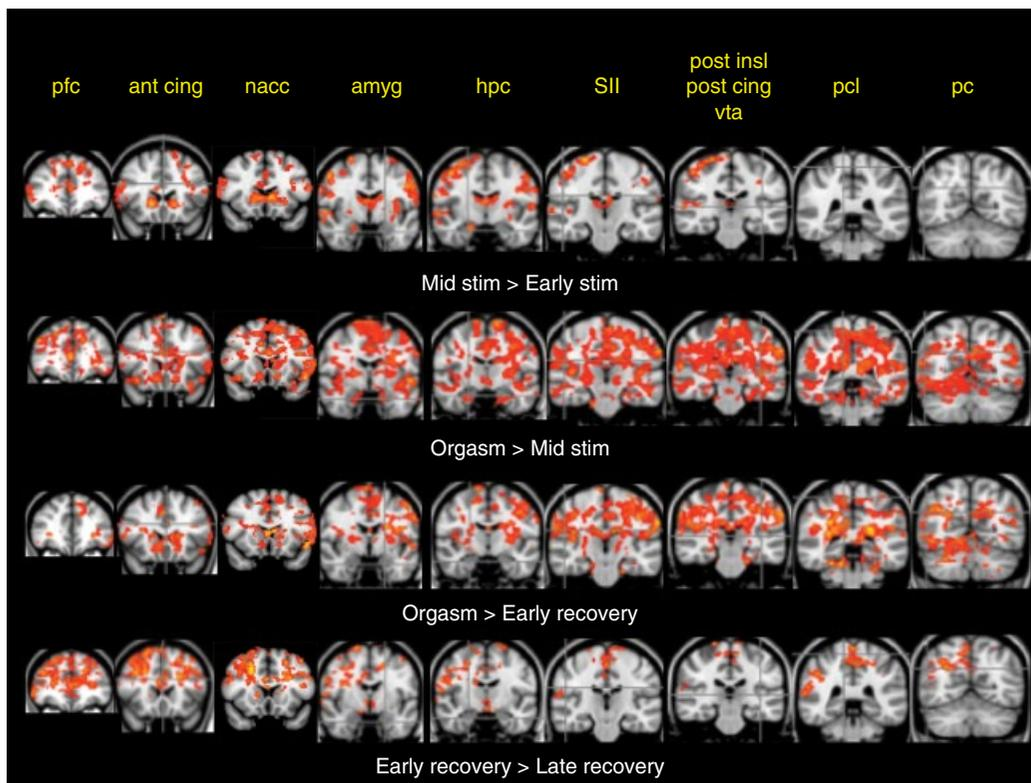 pfc ant cing nacc amyg hpc SII post insl post cing vta pcl pc
Mid stim > Early stim
Orgasm > Mid stim
Orgasm > Early recovery
Early recovery > Late recovery